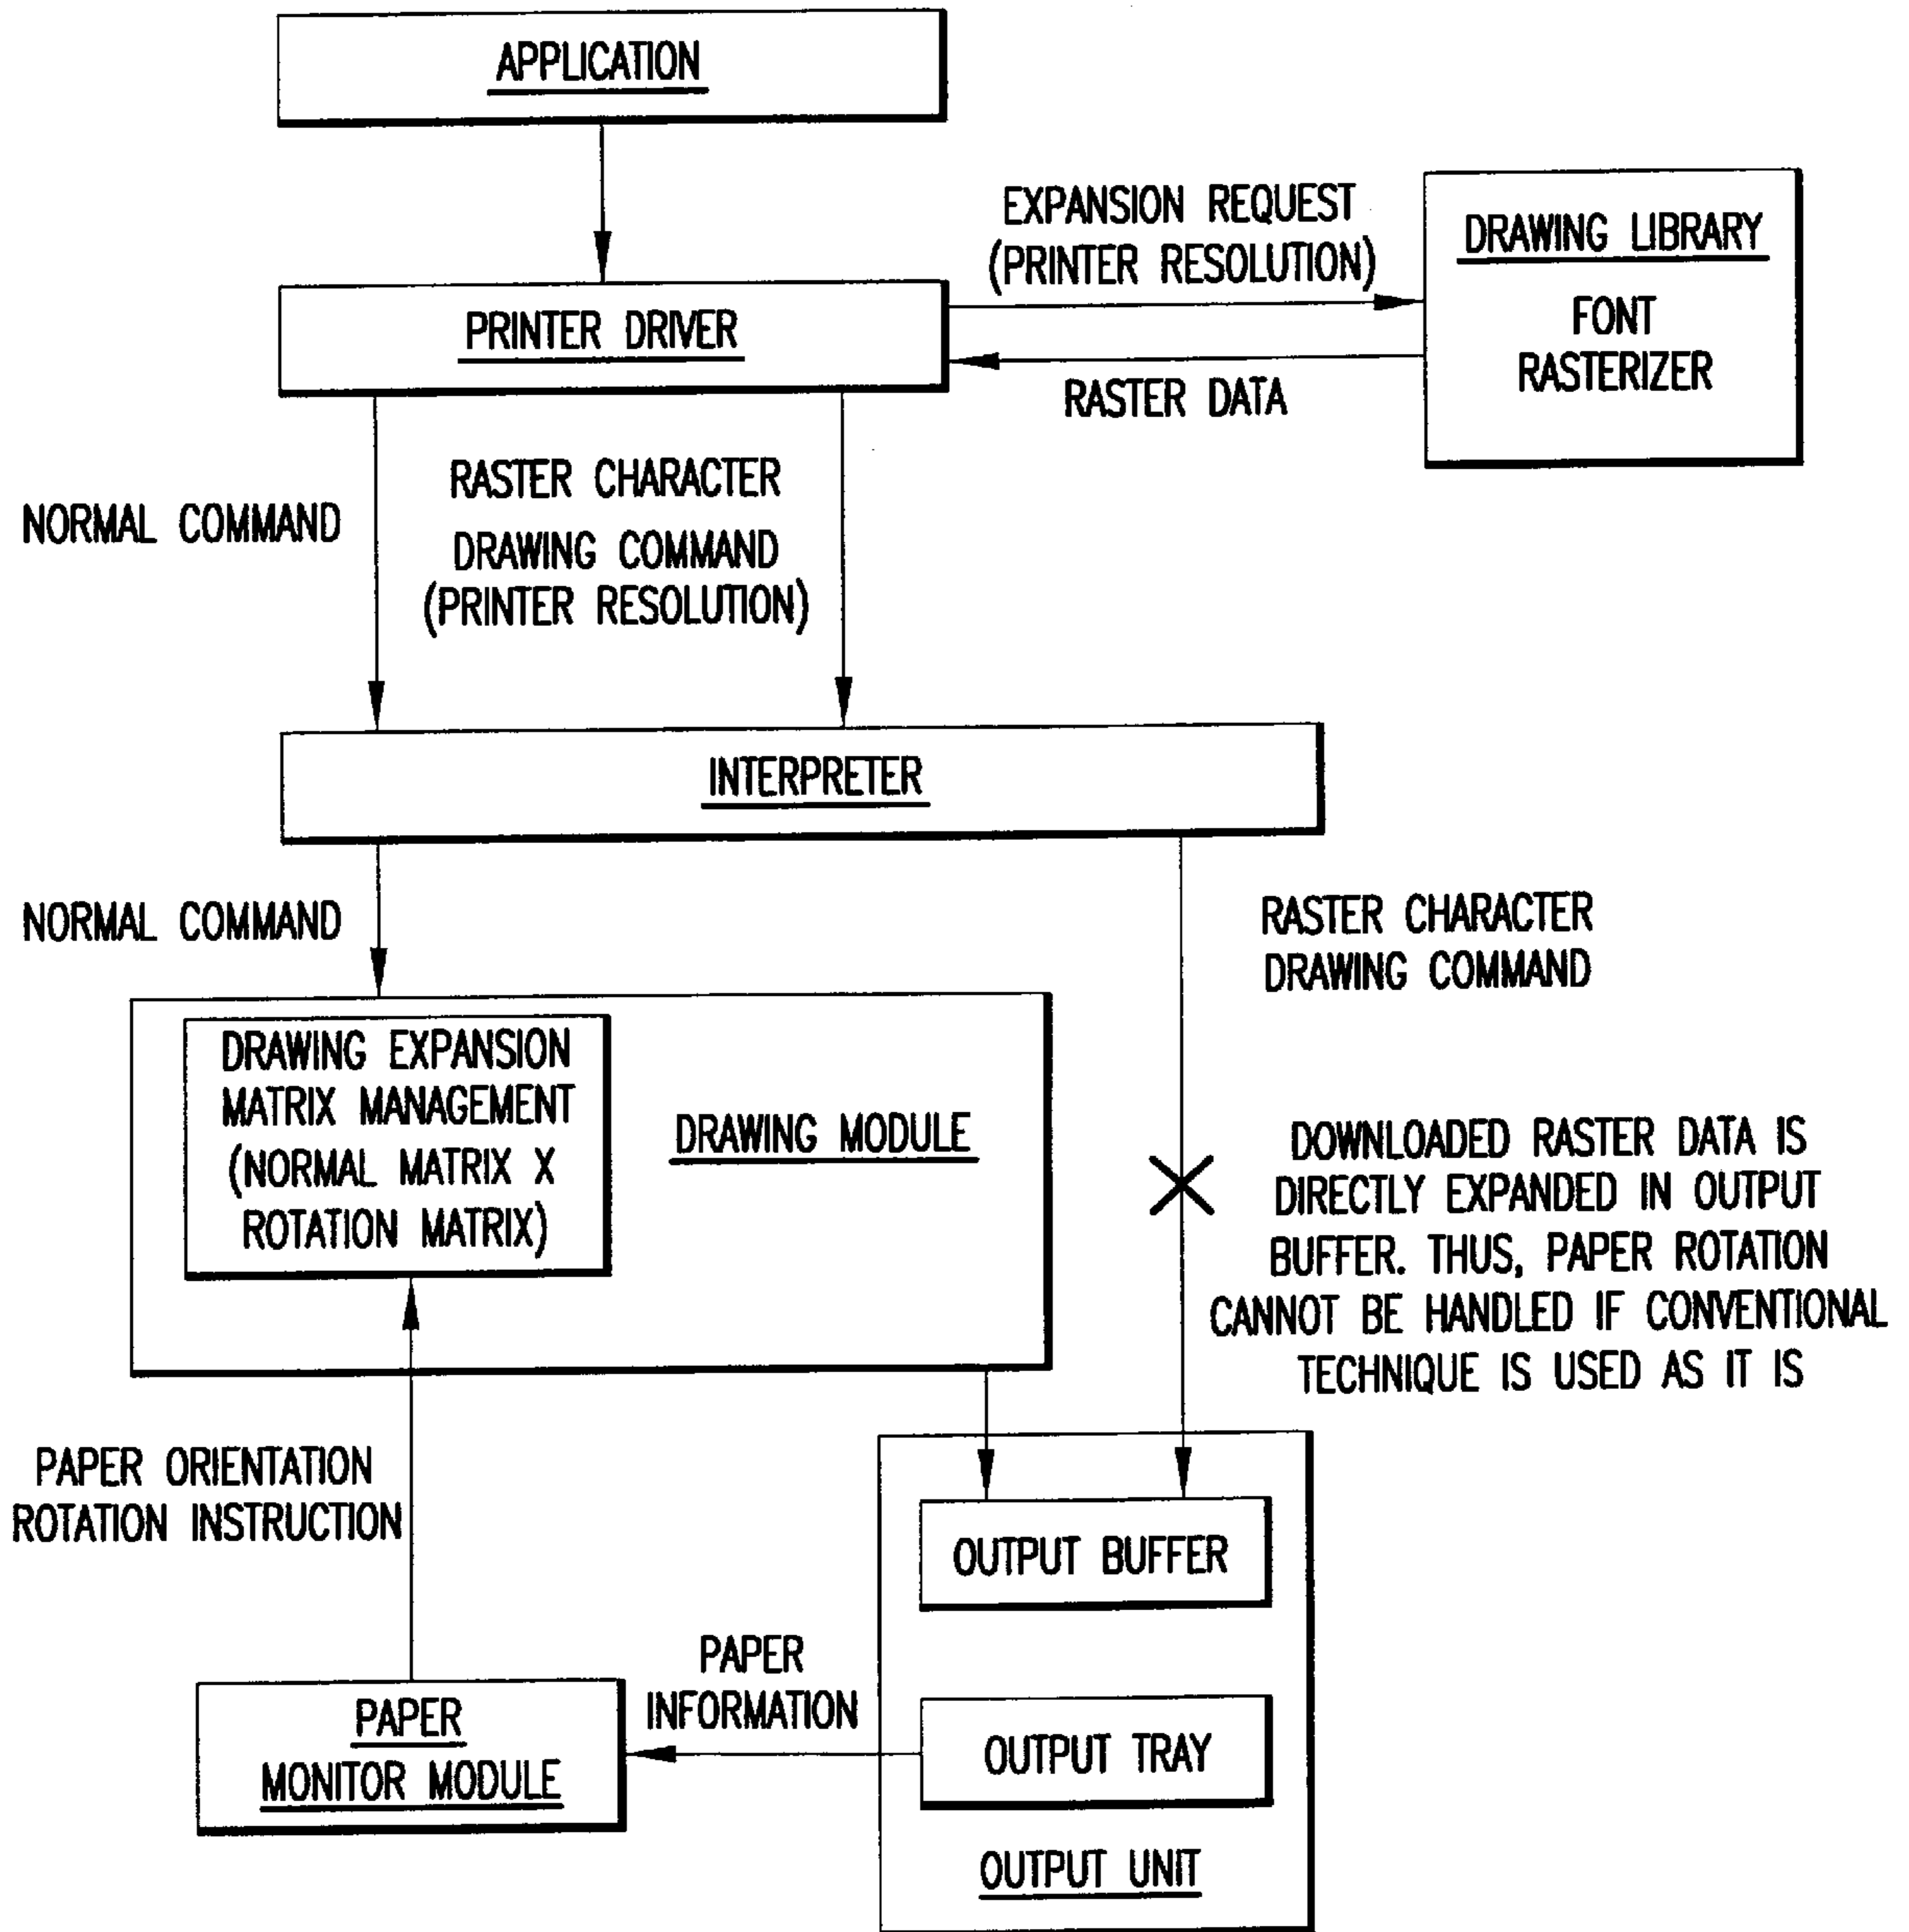 APPLICATION
EXPANSION REQUEST
(PRINTER RESOLUTION)
DRAWING LIBRARY
FONT
RASTERIZER
PRINTER DRIVER
RASTER DATA
NORMAL COMMAND
RASTER CHARACTER
DRAWING COMMAND
(PRINTER RESOLUTION)
INTERPRETER
NORMAL COMMAND
RASTER CHARACTER
DRAWING COMMAND
DRAWING EXPANSION
MATRIX MANAGEMENT
(NORMAL MATRIX X
ROTATION MATRIX)
DRAWING MODULE
DOWNLOADED RASTER DATA IS
DIRECTLY EXPANDED IN OUTPUT
BUFFER. THUS, PAPER ROTATION
CANNOT BE HANDLED IF CONVENTIONAL
TECHNIQUE IS USED AS IT IS
PAPER ORIENTATION
ROTATION INSTRUCTION
OUTPUT BUFFER
PAPER
INFORMATION
PAPER
MONITOR MODULE
OUTPUT TRAY
OUTPUT UNIT